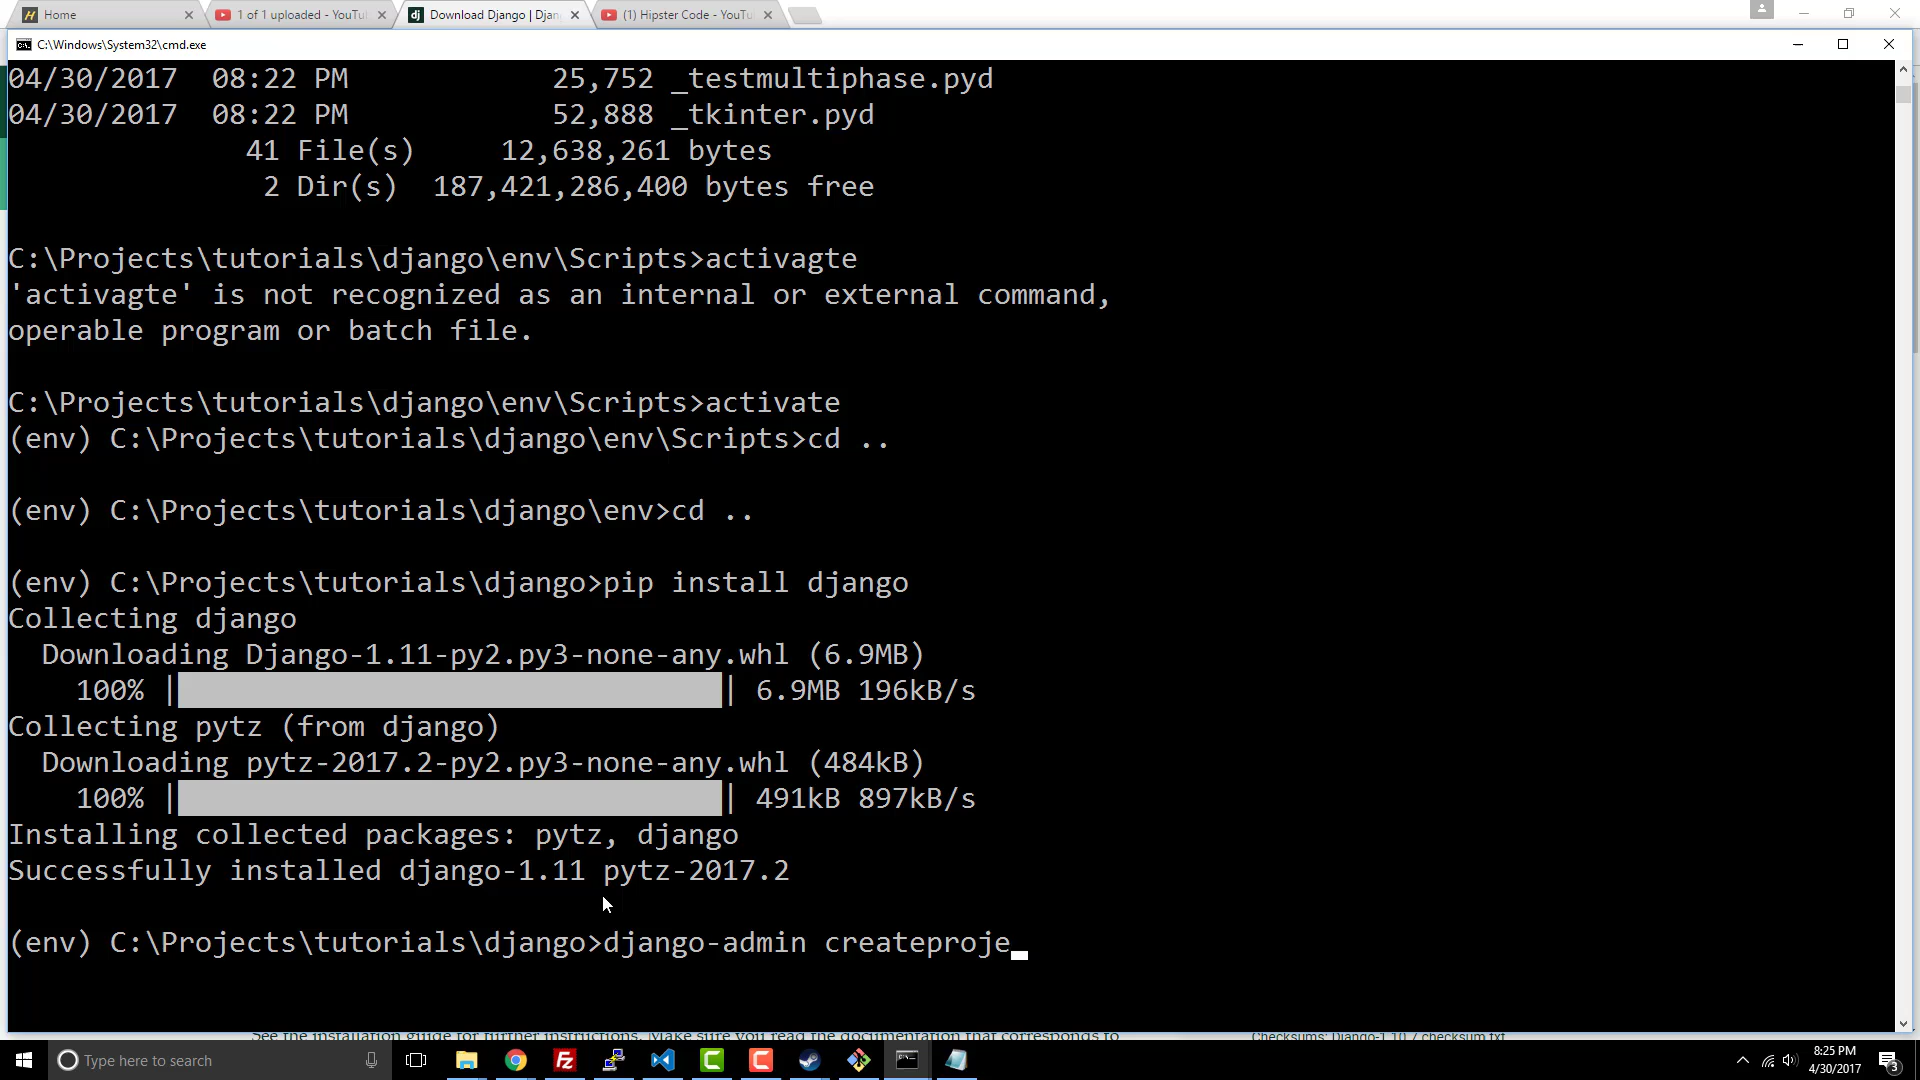 Home
1 of 1 uploaded - YouTu
Download Django | Djan
(1) Hipster Code - YouTu
C:\Windows\System32\cmd.exe
04/30/2017  08:22 PM            25,752 _testmultiphase.pyd
04/30/2017  08:22 PM            52,888 _tkinter.pyd
41 File(s)     12,638,261 bytes
2 Dir(s)  187,421,286,400 bytes free
C:\Projects\tutorials\django\env\Scripts>activagte
'activagte' is not recognized as an internal or external command,
operable program or batch file.
C:\Projects\tutorials\django\env\Scripts>activate
(env) C:\Projects\tutorials\django\env\Scripts>cd ..
(env) C:\Projects\tutorials\django\env>cd ..
(env) C:\Projects\tutorials\django>pip install django
Collecting django
Downloading Django-1.11-py2.py3-none-any.whl (6.9MB)
100% || 6.9MB 196kB/s
Collecting pytz (from django)
Downloading pytz-2017.2-py2.py3-none-any.whl (484kB)
100% || 491kB 897kB/s
Installing collected packages: pytz, django
Successfully installed django-1.11 pytz-2017.2
(env) C:\Projects\tutorials\django>django-admin createproje_
See the installation guide for further instructions. Make sure you read the documentation that corresponds to
Checksums: Django-1.10.7.checksum.txt
Type here to search
8:25 PM
4/30/2017
3